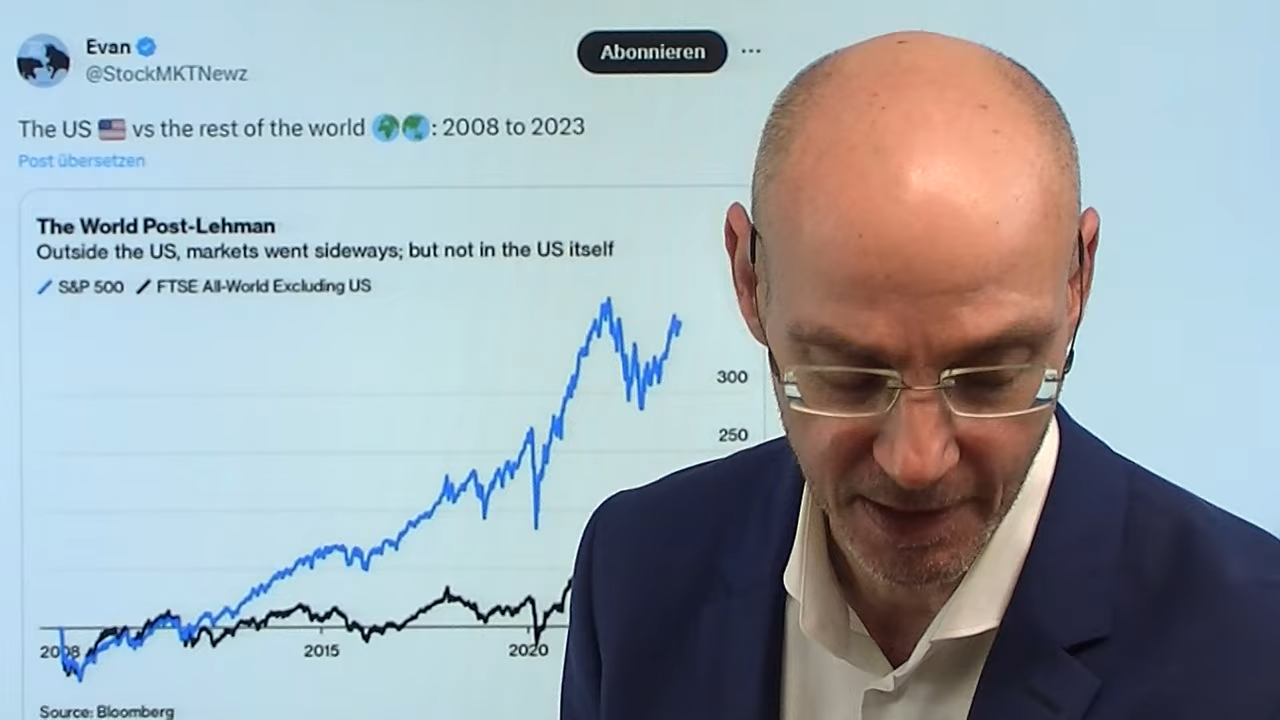 Evan
Abonnieren
@StockMKTNewz
The US 🇺🇸 vs the rest of the world 🌍🌏: 2008 to 2023
Post übersetzen
The World Post-Lehman
Outside the US, markets went sideways; but not in the US itself
S&P 500 FTSE All-World Excluding US
300
250
2008 2015 2020
Source: Bloomberg